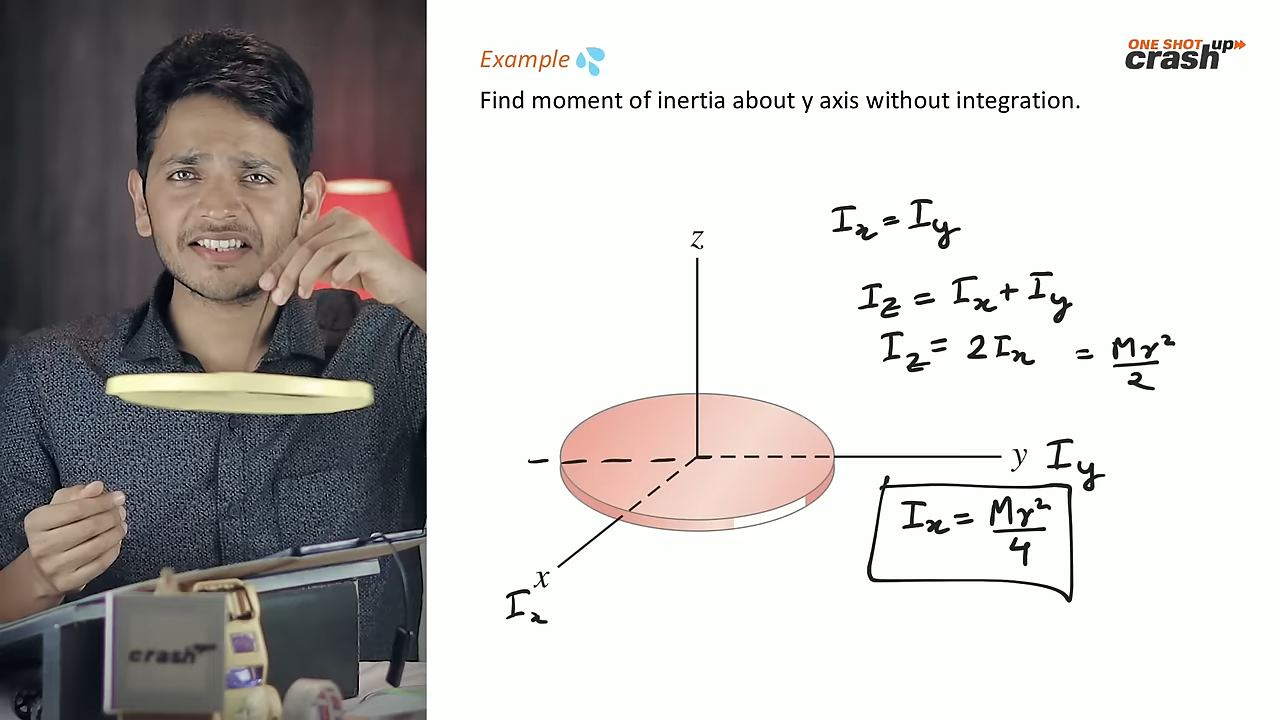 Example 💦
ONE SHOT
crash up
Find moment of inertia about y axis without integration.
Ix = Iy
z
Iz = Ix + Iy
Iz = 2Ix = Mr²/2
y Iy
Ix = Mr²/4
x
Ix
crash